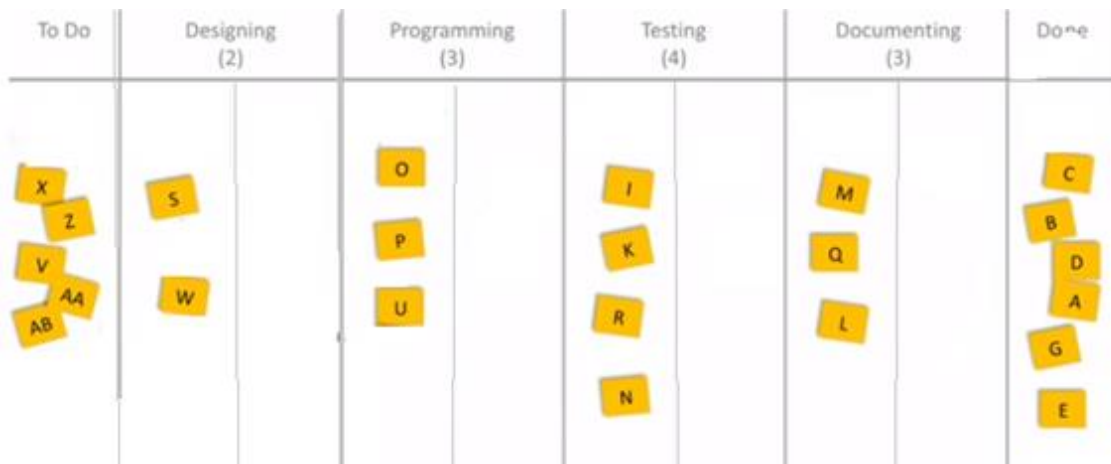 To Do
Designing
(2)
Programming
(3)
Testing
(4)
Documenting
(3)
X
Z
V
AA
AB
S
W
O
P
U
I
K
R
N
M
Q
L
C
B
D
A
G
E